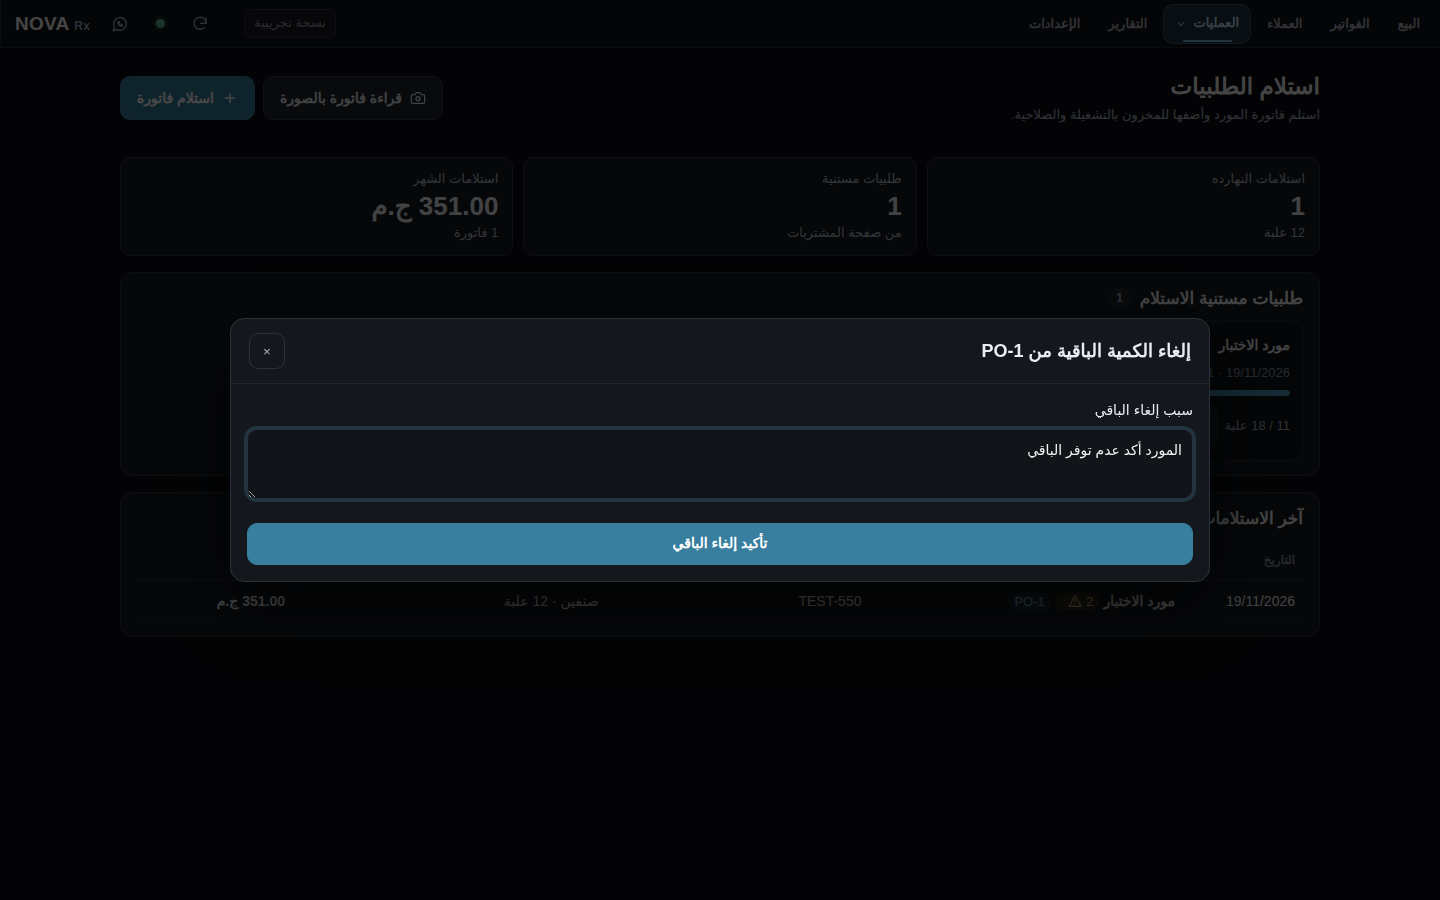 البيع
الفواتير
العملاء
العمليات
التقارير
الإعدادات
نسخة تجريبية
NOVA Rx
استلام الطلبيات
استلم فاتورة المورد وأضفها للمخزون بالتشغيلة والصلاحية.
قراءة فاتورة بالصورة
استلام فاتورة
استلامات النهارده
1
12 علبة
طلبيات مستنية
1
من صفحة المشتريات
استلامات الشهر
351.00 ج.م
1 فاتورة
طلبيات مستنية الاستلام 1
مورد الاختبار
19/11/2026 · 1
11 / 18 علبة
إلغاء الكمية الباقية من PO-1
×
سبب إلغاء الباقي
المورد أكد عدم توفر الباقي
تأكيد إلغاء الباقي
آخر الاستلامات
التاريخ
19/11/2026
مورد الاختبار 2 PO-1
TEST-550
صنفين · 12 علبة
351.00 ج.م